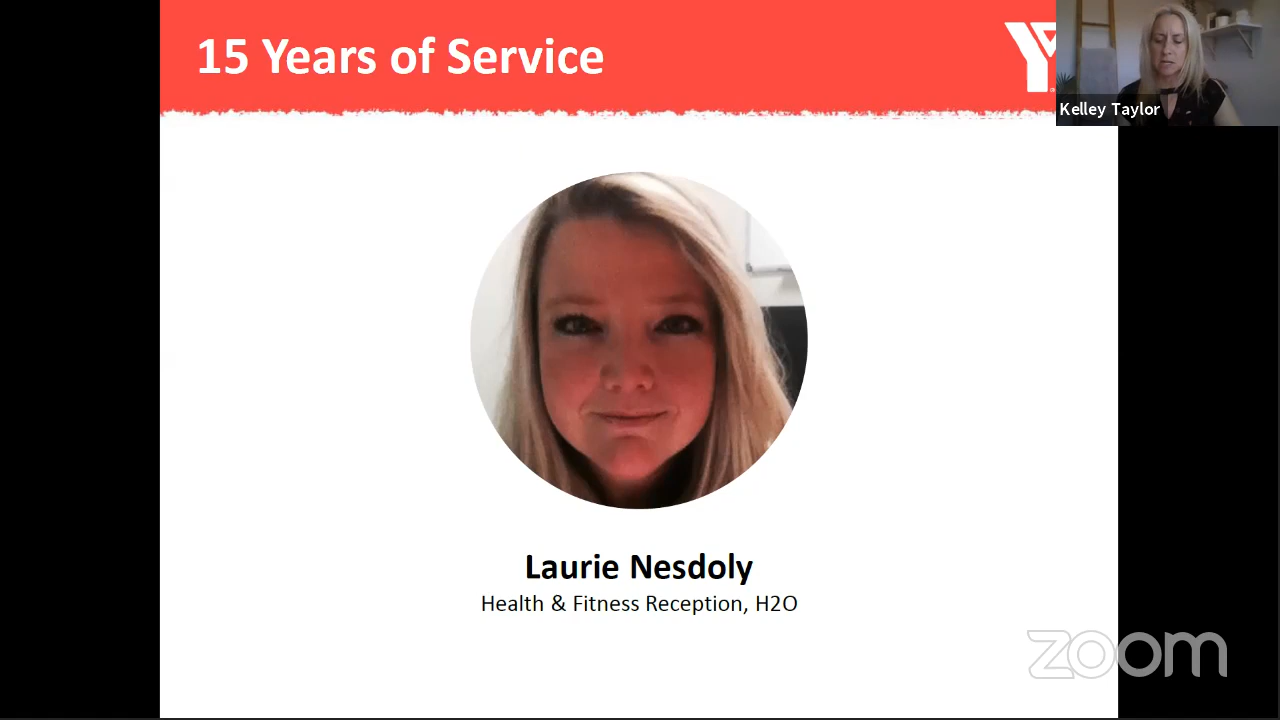 15 Years of Service
Y
Kelley Taylor
Laurie Nesdoly
Health & Fitness Reception, H2O
zoom